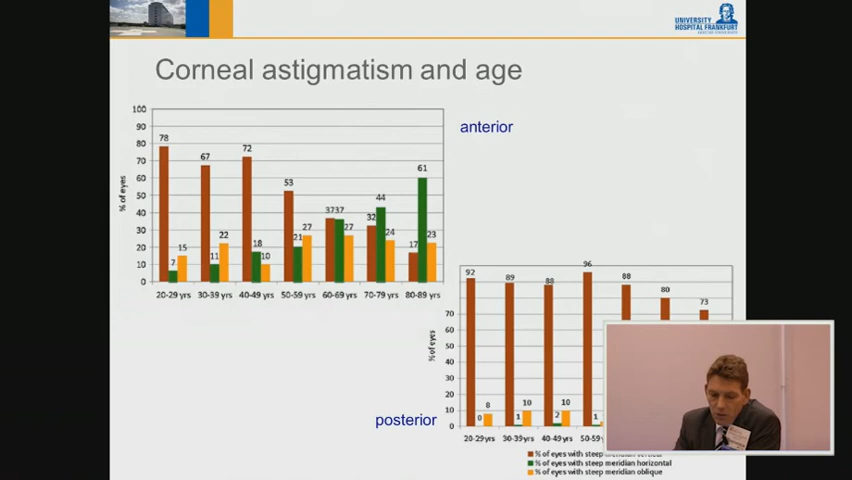 UNIVERSITY
HOSPITAL FRANKFURT
Corneal astigmatism and age
anterior
% of eyes
100
90
80
70
60
50
40
30
20
10
0
78
7
15
67
11
22
72
18
10
53
21
27
37
37
27
32
44
24
17
61
23
20-29 yrs
30-39 yrs
40-49 yrs
50-59 yrs
60-69 yrs
70-79 yrs
80-89 yrs
posterior
% of eyes
70
60
50
40
30
20
10
0
92
0
8
89
1
10
88
2
10
96
1
88
80
73
20-29 yrs
30-39 yrs
40-49 yrs
50-59
% of eyes with steep meridian vertical
% of eyes with steep meridian horizontal
% of eyes with steep meridian oblique